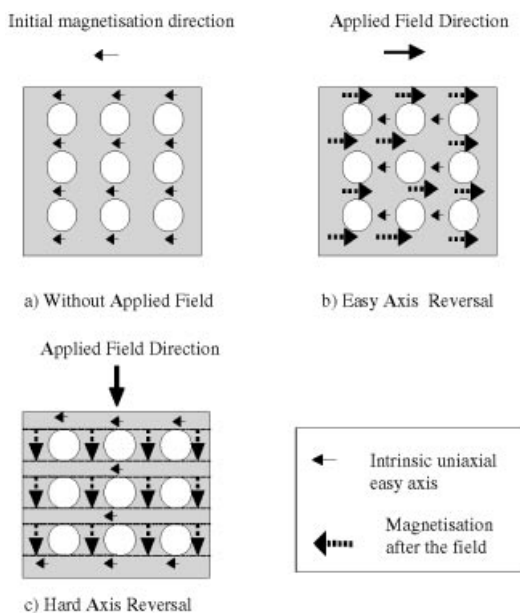 Initial magnetisation direction
Applied Field Direction
a) Without Applied Field
b) Easy Axis Reversal
Applied Field Direction
Intrinsic uniaxial
easy axis
Magnetisation
after the field
c) Hard Axis Reversal